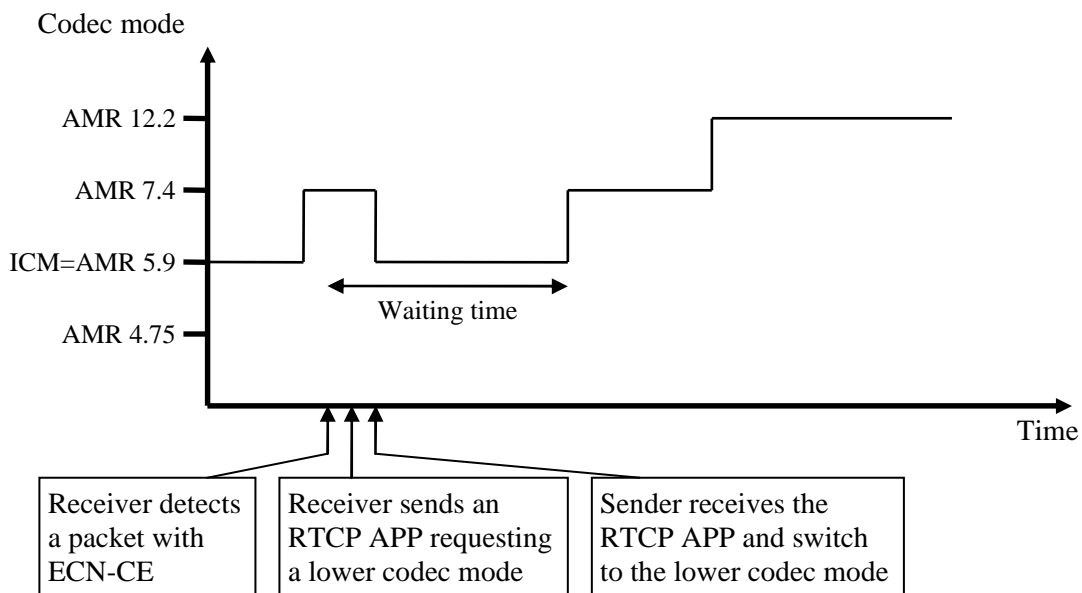 Codec mode
AMR 12.2
AMR 7.4
ICM=AMR 5.9
Waiting time
AMR 4.75
Time
Receiver detects
a packet with
ECN-CE
Receiver sends an
RTCP APP requesting
a lower codec mode
Sender receives the
RTCP APP and switch
to the lower codec mode